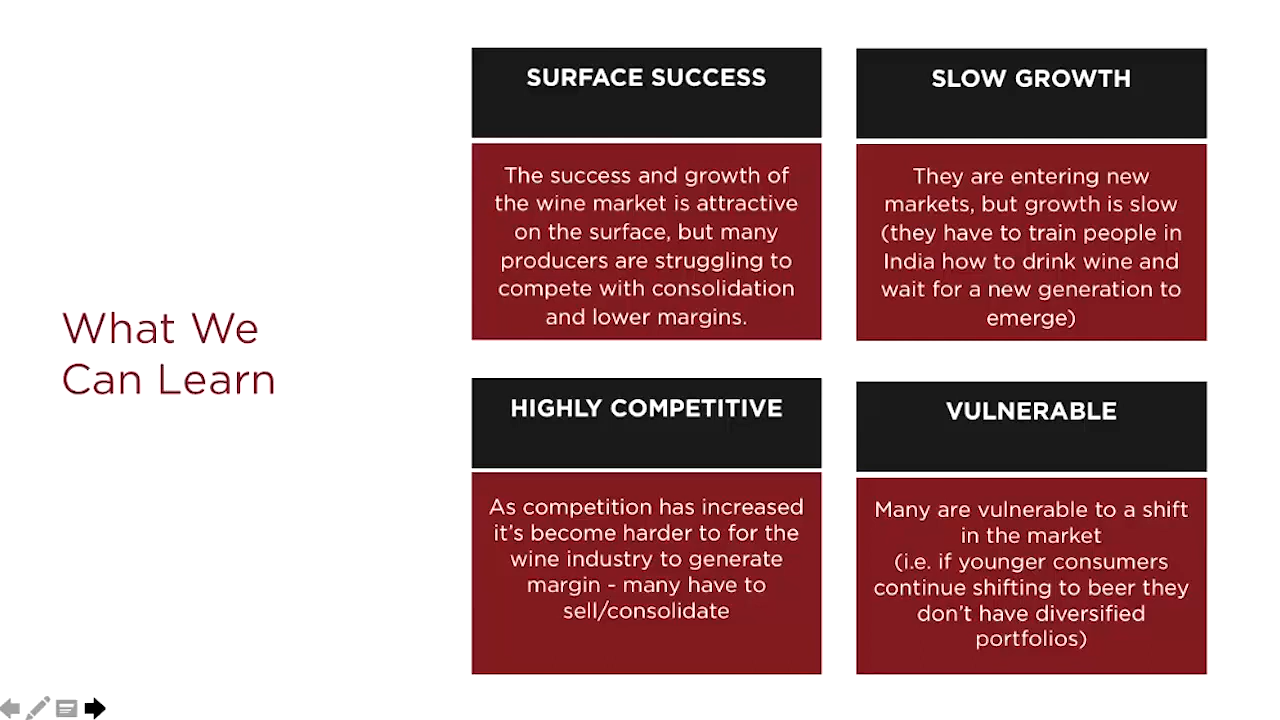 What We
Can Learn
SURFACE SUCCESS
The success and growth of
the wine market is attractive
on the surface, but many
producers are struggling to
compete with consolidation
and lower margins.
SLOW GROWTH
They are entering new
markets, but growth is slow
(they have to train people in
India how to drink wine and
wait for a new generation to
emerge)
HIGHLY COMPETITIVE
As competition has increased
it's become harder to for the
wine industry to generate
margin - many have to
sell/consolidate
VULNERABLE
Many are vulnerable to a shift
in the market
(i.e. if younger consumers
continue shifting to beer they
don't have diversified
portfolios)